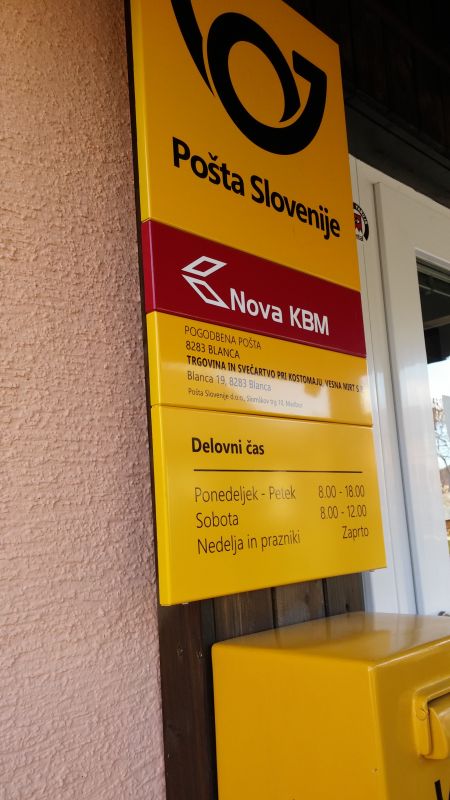 Pošta Slovenije
Nova KBM
POGODBENA POŠTA
8283 BLANCA
TRGOVINA IN SVEČARSTVO PRI KOSTOMAJU, VESNA MIRT S.P.
Blanca 19, 8283 Blanca
Pošta Slovenije d.o.o., Slomškov trg 10, Maribor
Delovni čas
Ponedeljek - Petek 8.00 - 18.00
Sobota 8.00 - 12.00
Nedelja in prazniki Zaprto